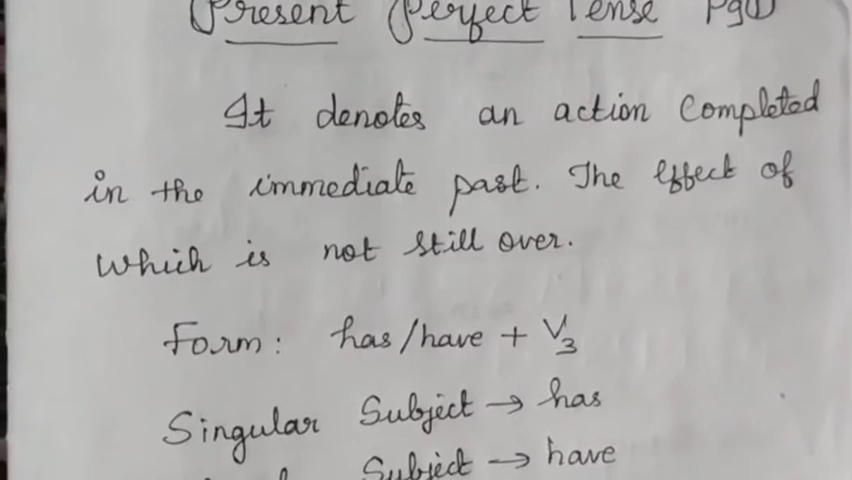 Present Perfect Tense Pg①
It denotes an action completed
in the immediate past. The effect of
which is not still over.
Form: has/have + V₃
Singular Subject → has
Subject → have